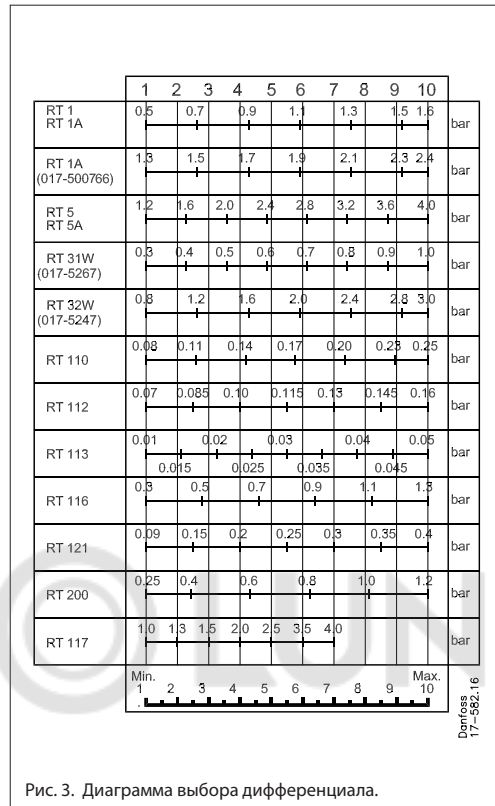 1 2 3 4 5 6 7 8 9 10
RT 1
RT 1A
0.5 0.7 0.9 1.1 1.3 1.5 1.6 bar
RT 1A
(017-500766)
1.3 1.5 1.7 1.9 2.1 2.3 2.4 bar
RT 5
RT 5A
1.2 1.6 2.0 2.4 2.8 3.2 3.6 4.0 bar
RT 31W
(017-5267)
0.3 0.4 0.5 0.6 0.7 0.8 0.9 1.0 bar
RT 32W
(017-5247)
0.8 1.2 1.6 2.0 2.4 2.8 3.0 bar
RT 110 0.08 0.11 0.14 0.17 0.20 0.23 0.25 bar
RT 112 0.07 0.085 0.10 0.115 0.13 0.145 0.16 bar
RT 113 0.01 0.02 0.03 0.04 0.05 bar
0.015 0.025 0.035 0.045
RT 116 0.3 0.5 0.7 0.9 1.1 1.3 bar
RT 121 0.09 0.15 0.2 0.25 0.3 0.35 0.4 bar
RT 200 0.25 0.4 0.6 0.8 1.0 1.2 bar
RT 117 1.0 1.3 1.5 2.0 2.5 3.5 4.0 bar
Min. Max.
1 2 3 4 5 6 7 8 9 10
Danfoss
17-582.16
LUN
Рис. 3. Диаграмма выбора дифференциала.